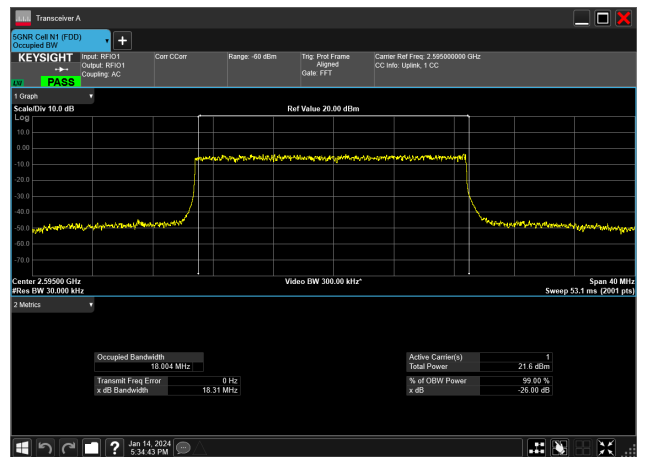 Transceiver A
5GNR Cell N1 (FDD)
Occupied BW
KEYSIGHT
LXI
PASS
Input: RFIO1
Output: RFIO1
Coupling: AC
Corr CCorr
Range: -60 dBm
Trig: Prot Frame
Aligned
Gate: FFT
Carrier Ref Freq: 2.595000000 GHz
CC Info: Uplink, 1 CC
1 Graph
Scale/Div 10.0 dB
Ref Value 20.00 dBm
Log
10.0
0.00
-10.0
-20.0
-30.0
-40.0
-50.0
-60.0
-70.0
Center 2.59500 GHz
Video BW 300.00 kHz*
Span 40 MHz
#Res BW 30.000 kHz
Sweep 53.1 ms (2001 pts)
2 Metrics
Occupied Bandwidth
18.004 MHz
Transmit Freq Error 0 Hz
x dB Bandwidth 18.31 MHz
Active Carrier(s) 1
Total Power 21.6 dBm
% of OBW Power 99.00 %
x dB -26.00 dB
?
Jan 14, 2024
5:34:43 PM